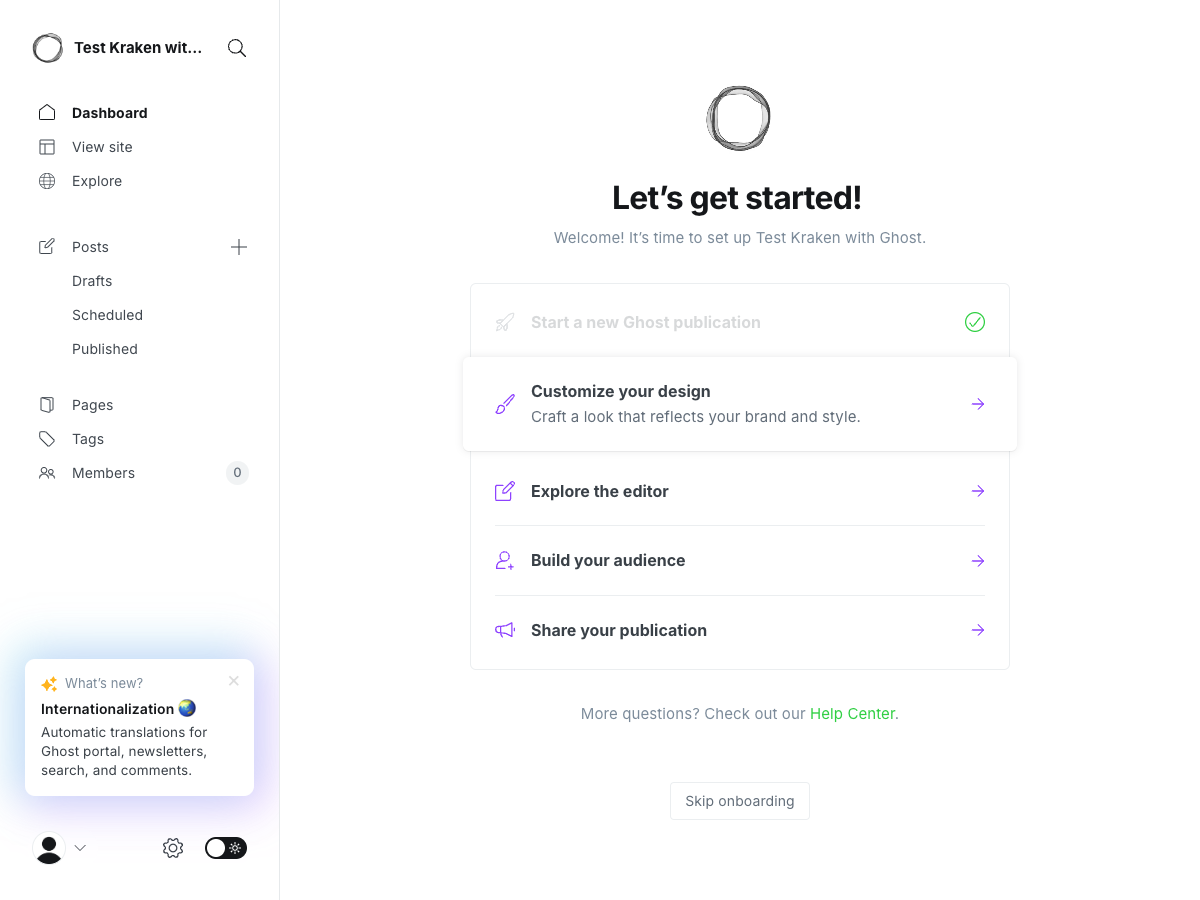 Test Kraken wit...
Dashboard
View site
Explore
Posts
Drafts
Scheduled
Published
Pages
Tags
Members 0
What's new?
Internationalization 🌏
Automatic translations for
Ghost portal, newsletters,
search, and comments.
Let's get started!
Welcome! It's time to set up Test Kraken with Ghost.
Start a new Ghost publication
Customize your design
Craft a look that reflects your brand and style.
Explore the editor
Build your audience
Share your publication
More questions? Check out our Help Center.
Skip onboarding